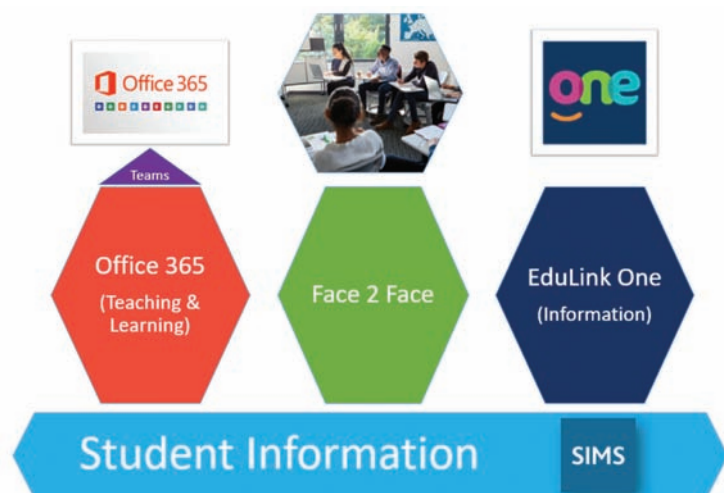 Office 365
one
Teams
Office 365
(Teaching &
Learning)
Face 2 Face
EduLink One
(Information)
Student Information
SIMS